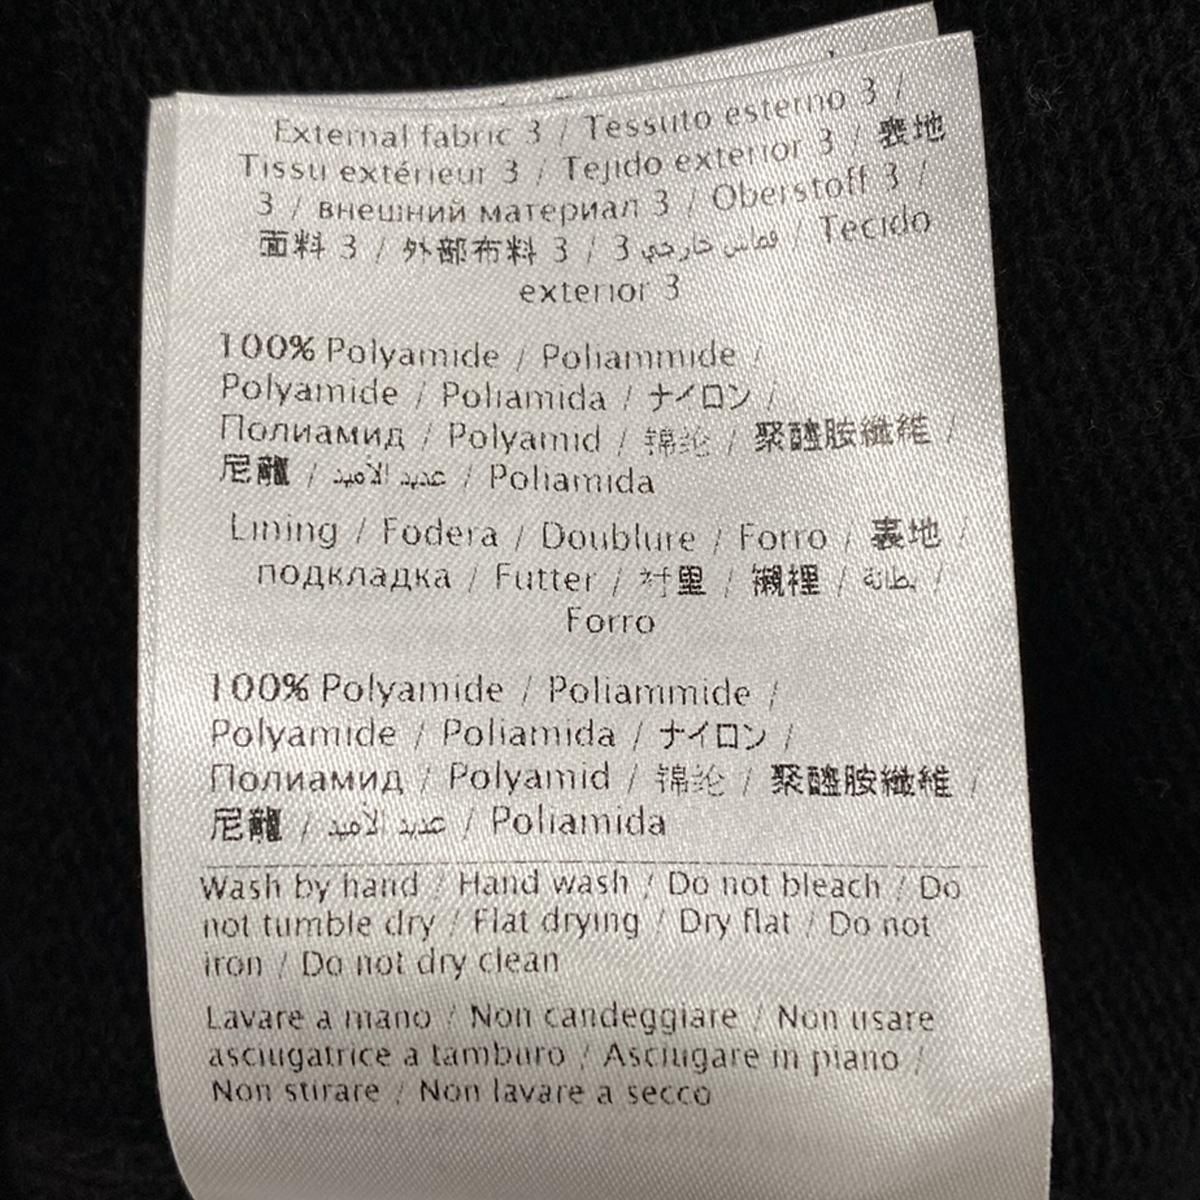 External fabric 3 / Tessuto esterno 3 /
Tissu extérieur 3 / Tejido exterior 3 / 表地
3 / внешний материал 3 / Oberstoff 3 /
面料 3 / 外部布料 3 / 3 قماش خارجي / Tecido
exterior 3
100% Polyamide / Poliammide /
Polyamide / Poliamida / ナイロン /
Полиамид / Polyamid / 锦纶 / 聚醯胺纖維 /
尼龍 / عديد الأميد / Poliamida
Lining / Fodera / Doublure / Forro / 裏地 /
подкладка / Futter / 衬里 / 襯裡 / بطانة /
Forro
100% Polyamide / Poliammide /
Polyamide / Poliamida / ナイロン /
Полиамид / Polyamid / 锦纶 / 聚醯胺纖維 /
尼龍 / عديد الأميد / Poliamida
Wash by hand / Hand wash / Do not bleach / Do
not tumble dry / Flat drying / Dry flat / Do not
iron / Do not dry clean
Lavare a mano / Non candeggiare / Non usare
asciugatrice a tamburo / Asciugare in piano /
Non stirare / Non lavare a secco